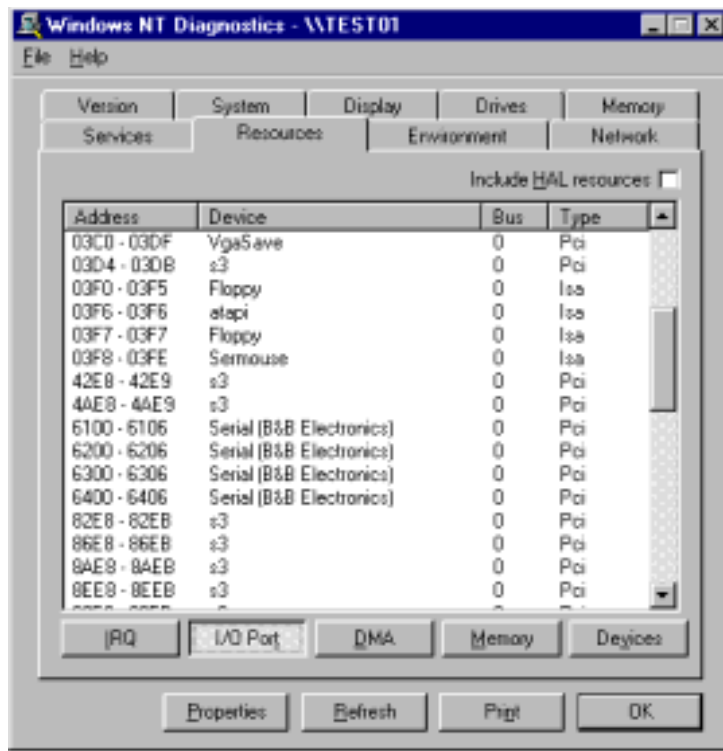 Windows NT Diagnostics - \\TEST01
File Help
Version System Display Drives Memory
Services Resources Environment Network
Include HAL resources
Address Device Bus Type
03C0 - 03DF VgaSave 0 Pci
03D4 - 03DB s3 0 Pci
03F0 - 03F5 Floppy 0 Isa
03F6 - 03F6 atapi 0 Isa
03F7 - 03F7 Floppy 0 Isa
03F8 - 03FE Sermouse 0 Isa
42E8 - 42E9 s3 0 Pci
4AE8 - 4AE9 s3 0 Pci
6100 - 6106 Serial (B&B Electronics) 0 Pci
6200 - 6206 Serial (B&B Electronics) 0 Pci
6300 - 6306 Serial (B&B Electronics) 0 Pci
6400 - 6406 Serial (B&B Electronics) 0 Pci
82E8 - 82EB s3 0 Pci
86E8 - 86EB s3 0 Pci
8AE8 - 8AEB s3 0 Pci
8EE8 - 8EEB s3 0 Pci
IRQ I/O Port DMA Memory Devices
Properties Refresh Print OK